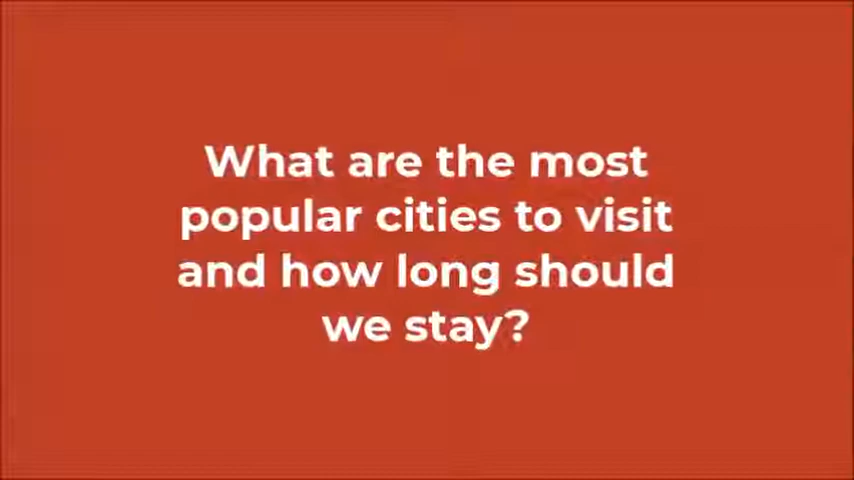 What are the most
popular cities to visit
and how long should
we stay?